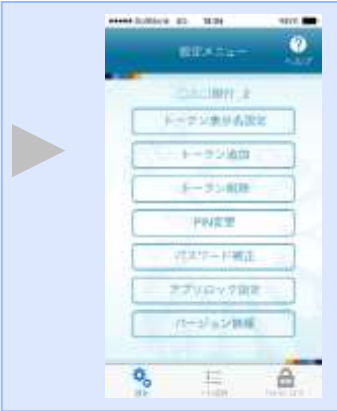 設定メニュー
ヘルプ
トークン表示名設定
トークン追加
トークン削除
PIN変更
パスワード補正
アプリロック設定
バージョン情報
設定